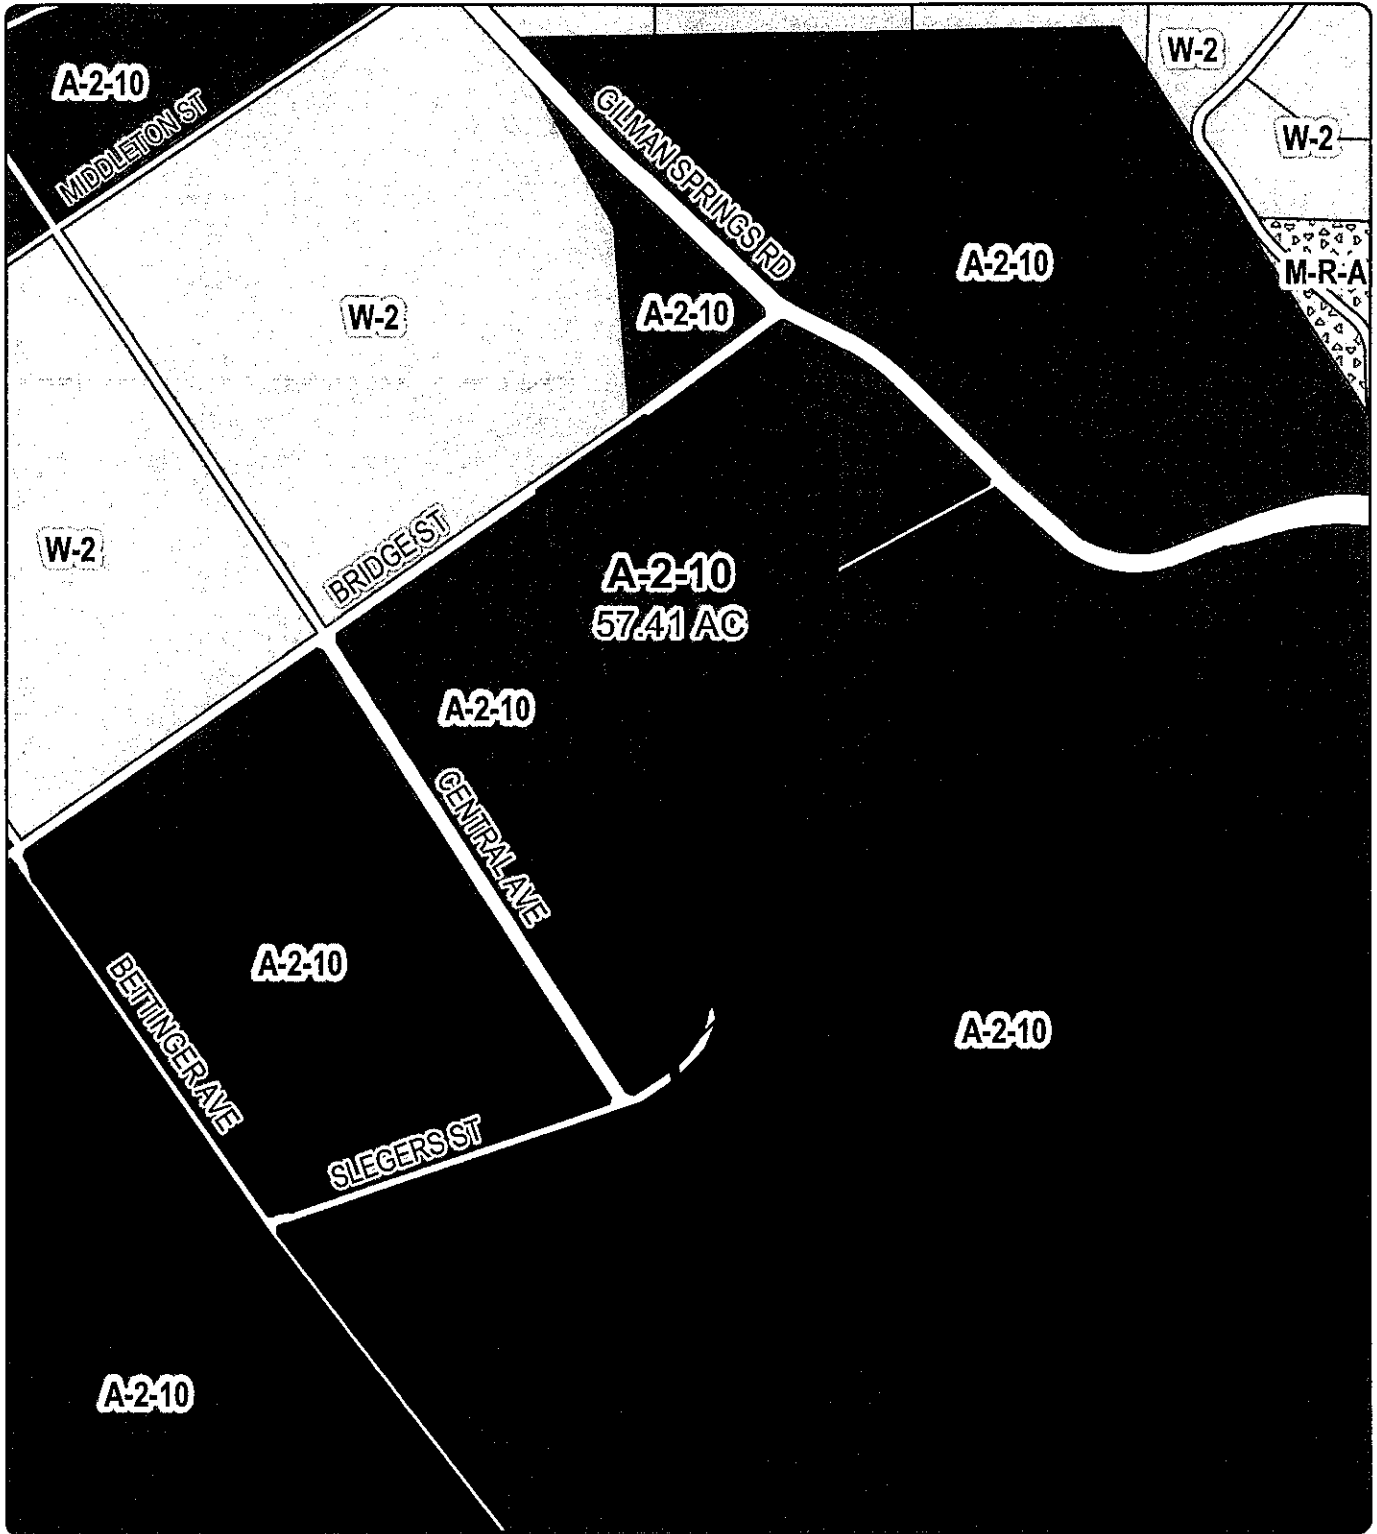 W-2
A-2-10
MIDDLETON ST
GILMAN SPRINGS RD
W-2
A-2-10
M-R-A
W-2
A-2-10
W-2
BRIDGE ST
A-2-10
57.41 AC
A-2-10
CENTRAL AVE
A-2-10
BETTINGER AVE
A-2-10
SLEGERS ST
A-2-10